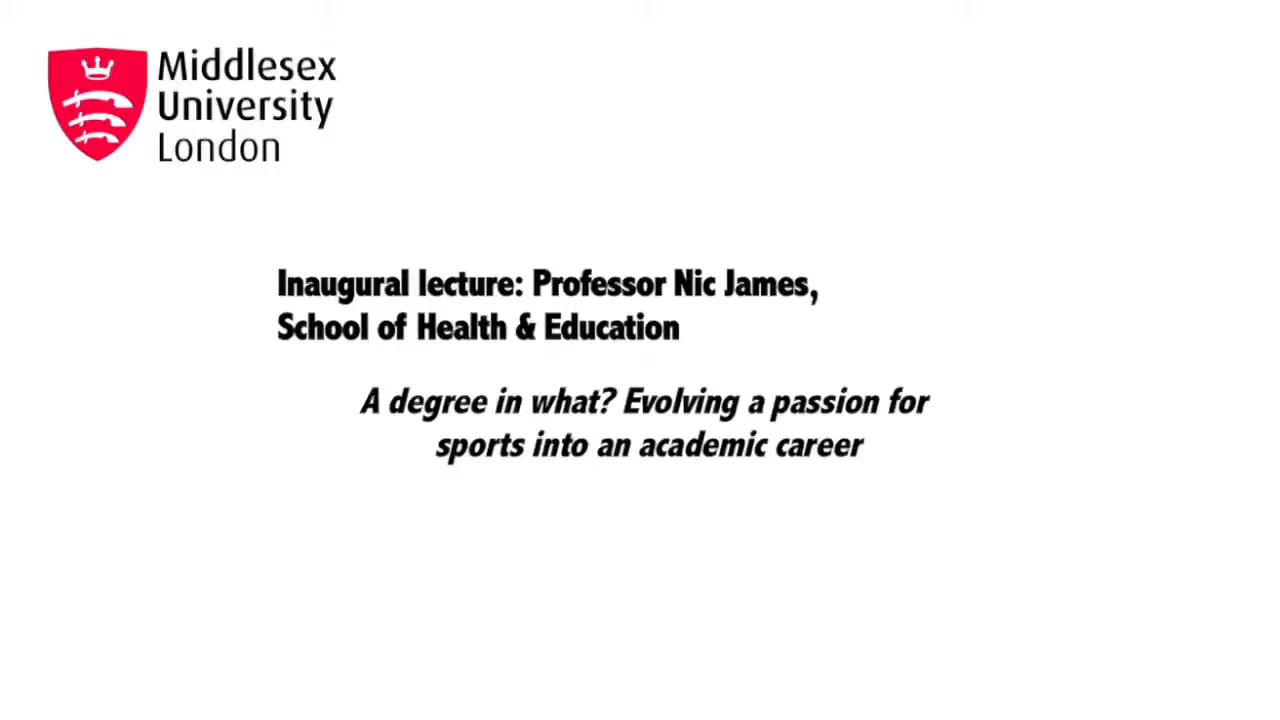 Middlesex
University
London
Inaugural lecture: Professor Nic James,
School of Health & Education
A degree in what? Evolving a passion for
sports into an academic career